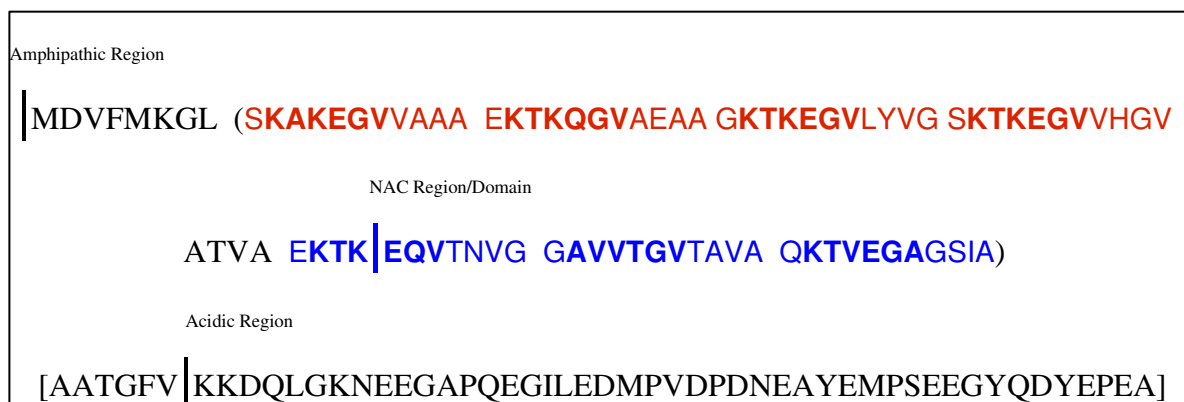 Amphipathic Region
|MDVFMKGL (SKAKEGVVAAA EKTKQGVAEAA GKTKEGVLYVG SKTKEGVVHGV
NAC Region/Domain
ATVA EKTK|EQVTNVG GAVVTGVTAVA QKTVEGAGSIA)
Acidic Region
[AATGFV|KKDQLGKNEEGAPQEGILEDMPVDPDNEAYEMPSEEGYQDYEPEA]